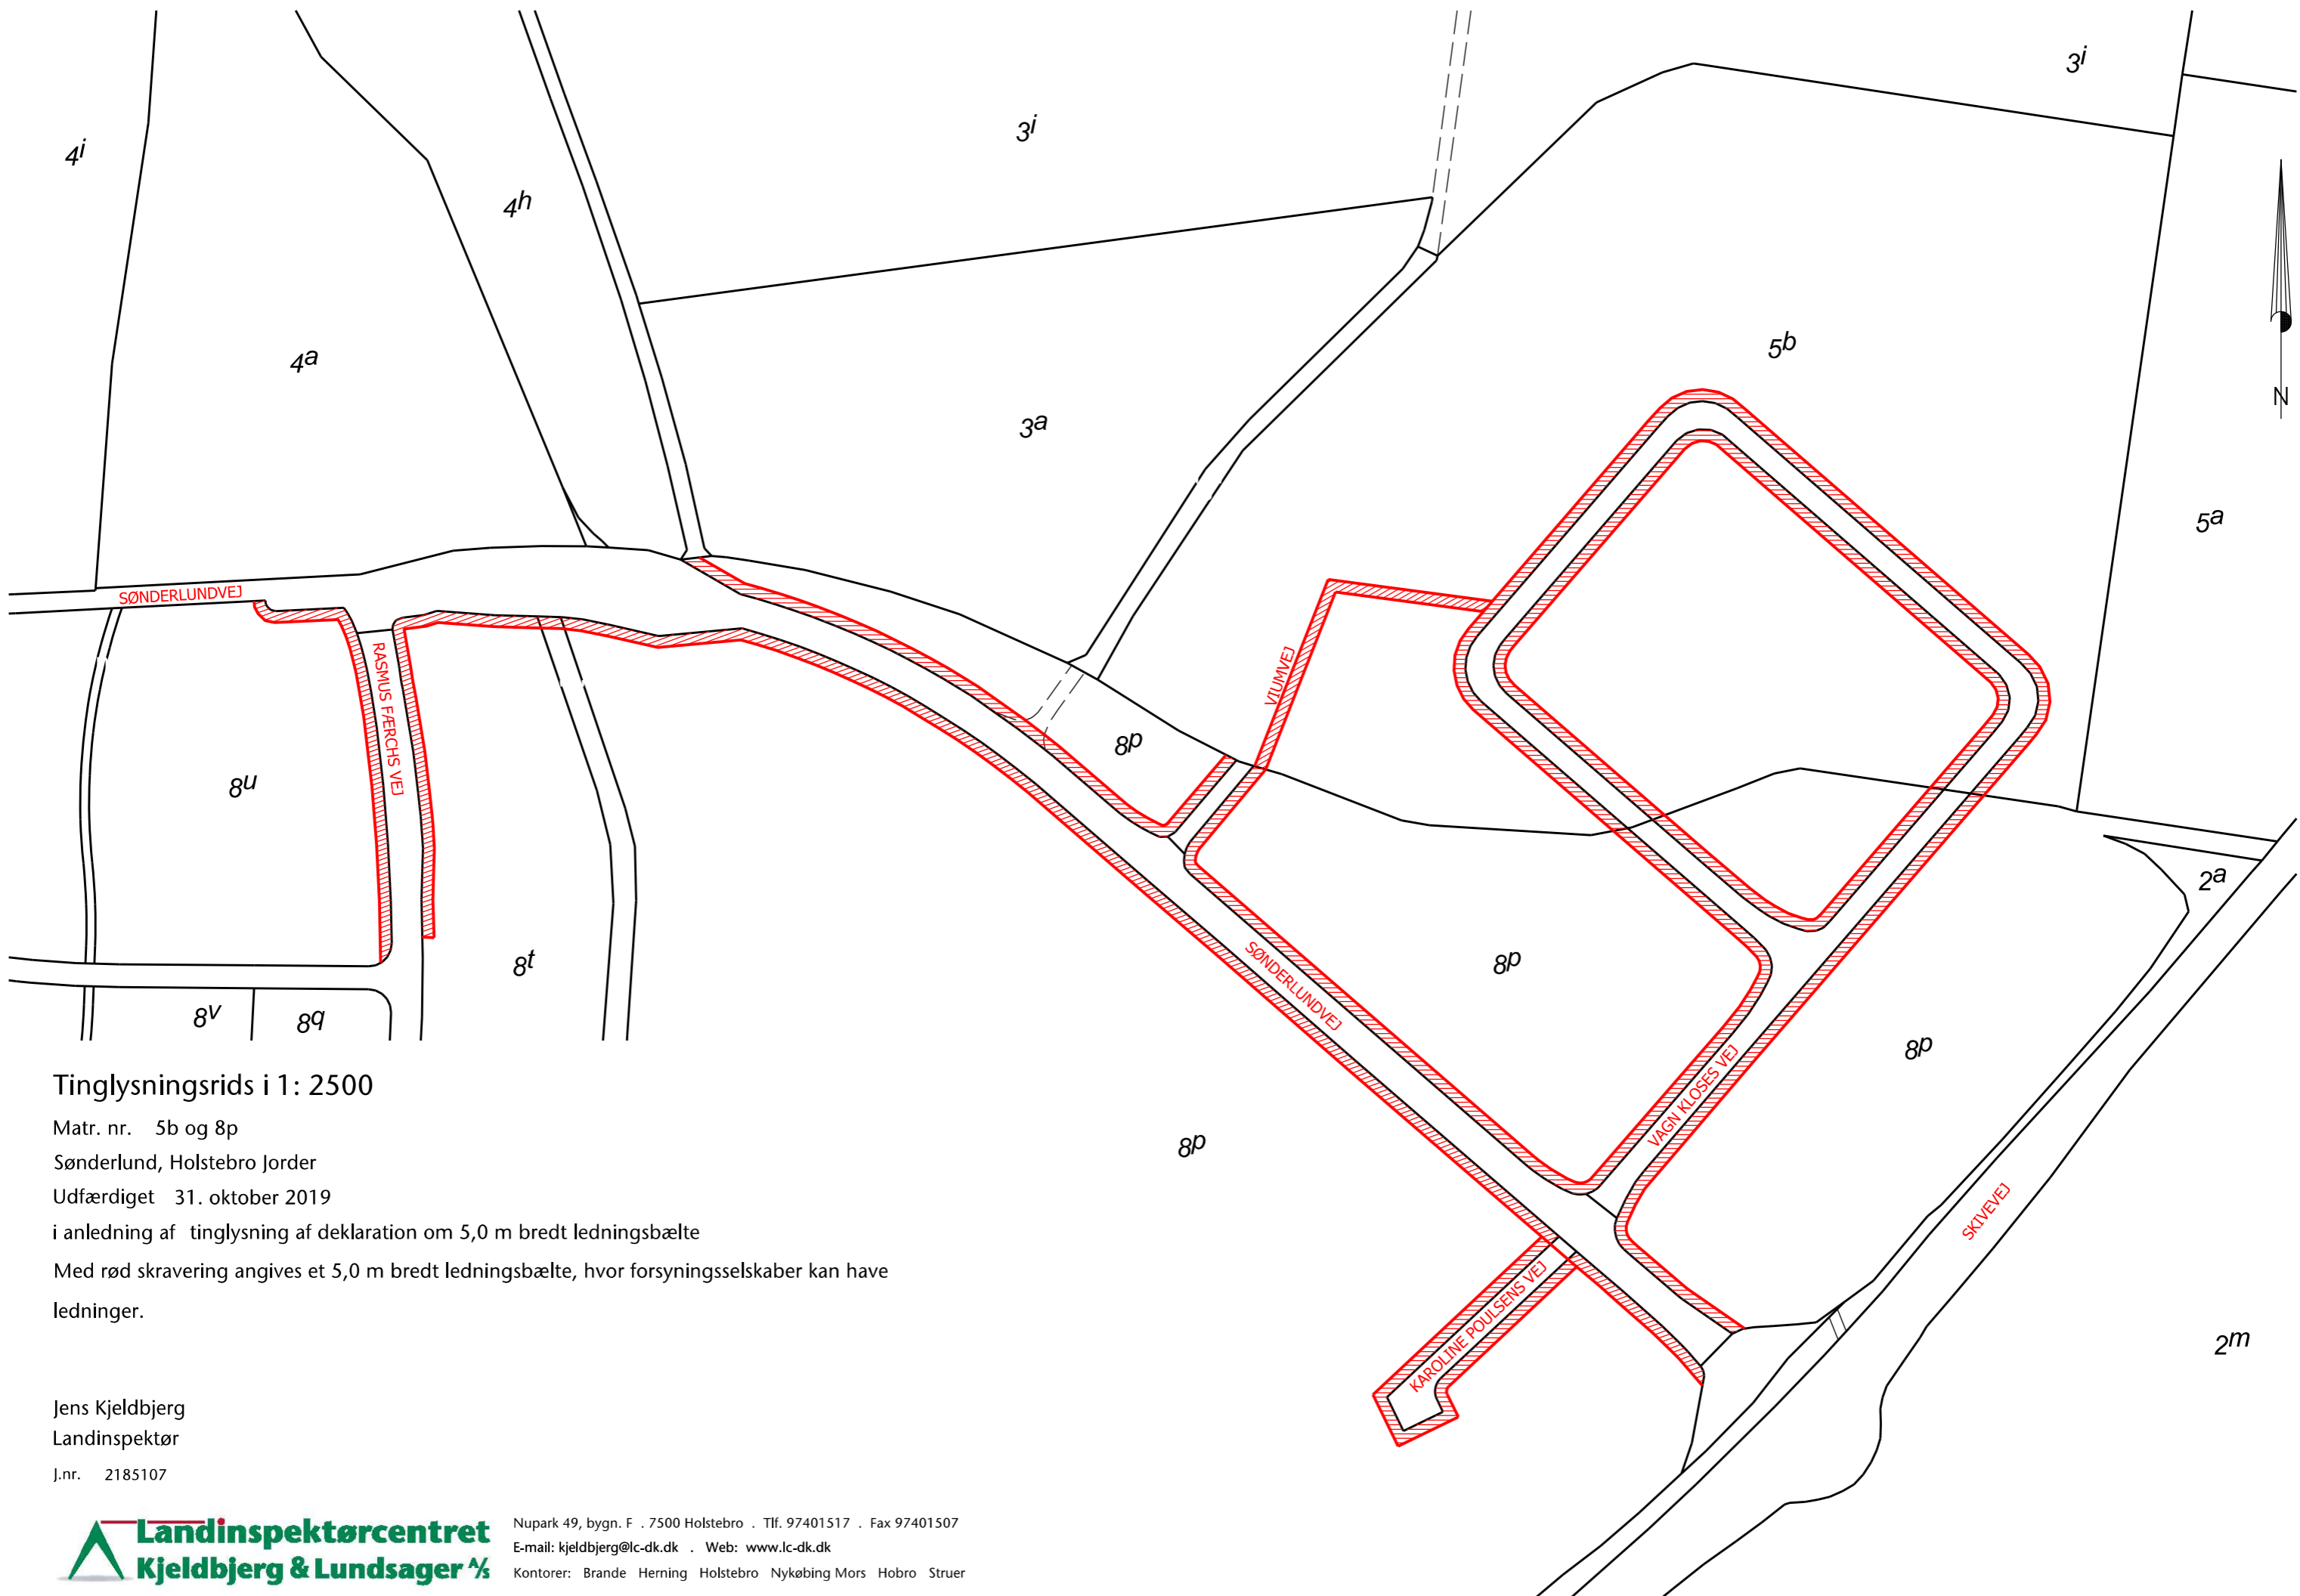 3i
3i
4i
4h
4a
5b
3a
N
5a
SØNDERLUNDVEJ
RASMUS FÆRCHS VEJ
VIUMVEJ
8p
8u
2a
8t
SØNDERLUNDVEJ
8p
8v
8q
8p
VAGN KLOSES VEJ
8p
SKIVEVEJ
KAROLINE POULSENS VEJ
2m
Tinglysningsrids i 1: 2500
Matr. nr. 5b og 8p
Sønderlund, Holstebro Jorder
Udfærdiget 31. oktober 2019
i anledning af tinglysning af deklaration om 5,0 m bredt ledningsbælte
Med rød skravering angives et 5,0 m bredt ledningsbælte, hvor forsyningsselskaber kan have
ledninger.
Jens Kjeldbjerg
Landinspektør
J.nr. 2185107
Landinspektørcentret
Kjeldbjerg & Lundsager A/S
Nupark 49, bygn. F . 7500 Holstebro . Tlf. 97401517 . Fax 97401507
E-mail: kjeldbjerg@lc-dk.dk . Web: www.lc-dk.dk
Kontorer: Brande Herning Holstebro Nykøbing Mors Hobro Struer